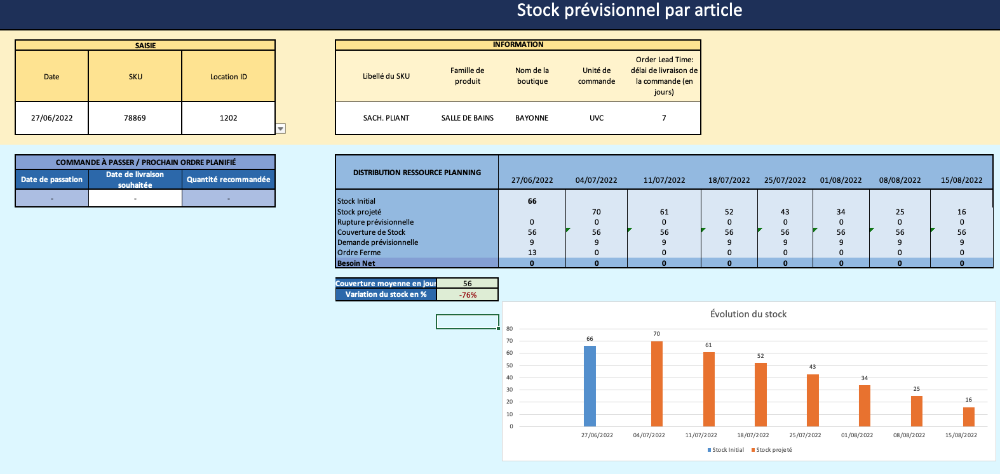 Stock prévisionnel par article
SAISIE
Date SKU Location ID
27/06/2022 78869 1202
INFORMATION
Libellé du SKU
Famille de
produit
Nom de la
boutique
Unité de
commande
Order Lead Time:
délai de livraison de
la commande (en
jours)
SACH. PLIANT SALLE DE BAINS BAYONNE UVC 7
COMMANDE À PASSER / PROCHAIN ORDRE PLANIFIÉ
Date de passation
Date de livraison
souhaitée
Quantité recommandée
- - -
DISTRIBUTION RESSOURCE PLANNING 27/06/2022 04/07/2022 11/07/2022 18/07/2022 25/07/2022 01/08/2022 08/08/2022 15/08/2022
Stock Initial 66
Stock projeté 70 61 52 43 34 25 16
Rupture prévisionnelle 0 0 0 0 0 0 0 0
Couverture de Stock 56 56 56 56 56 56 56 56
Demande prévisionnelle 9 9 9 9 9 9 9 9
Ordre Ferme 13 0 0 0 0 0 0 0
Besoin Net 0 0 0 0 0 0 0 0
Couverture moyenne en jour 56
Variation du stock en % -76%
Évolution du stock
80
70
60
50
40
30
20
10
0
66
70
61
52
43
34
25
16
27/06/2022 04/07/2022 11/07/2022 18/07/2022 25/07/2022 01/08/2022 08/08/2022 15/08/2022
Stock Initial Stock projeté